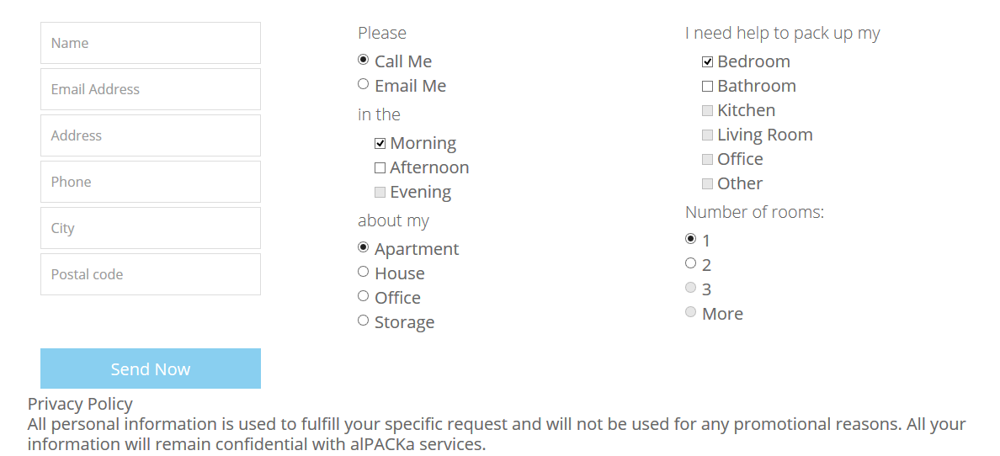 Name
Email Address
Address
Phone
City
Postal code
Send Now
Please
Call Me
Email Me
in the
Morning
Afternoon
Evening
about my
Apartment
House
Office
Storage
I need help to pack up my
Bedroom
Bathroom
Kitchen
Living Room
Office
Other
Number of rooms:
1
2
3
More
Privacy Policy
All personal information is used to fulfill your specific request and will not be used for any promotional reasons. All your
information will remain confidential with alPACKa services.